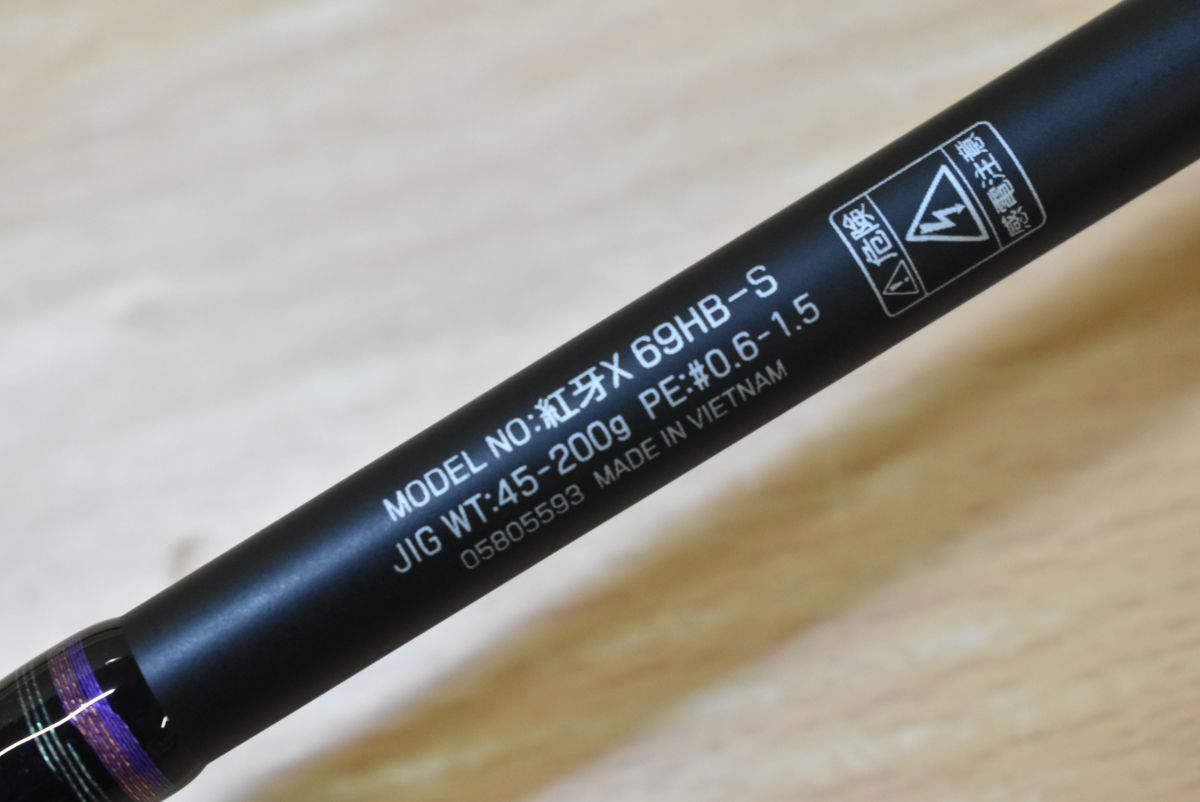 MODEL NO:紅牙X 69HB-S
JIG WT:45-200g PE:#0.6-1.5
05805593 MADE IN VIETNAM
危険
感電注意